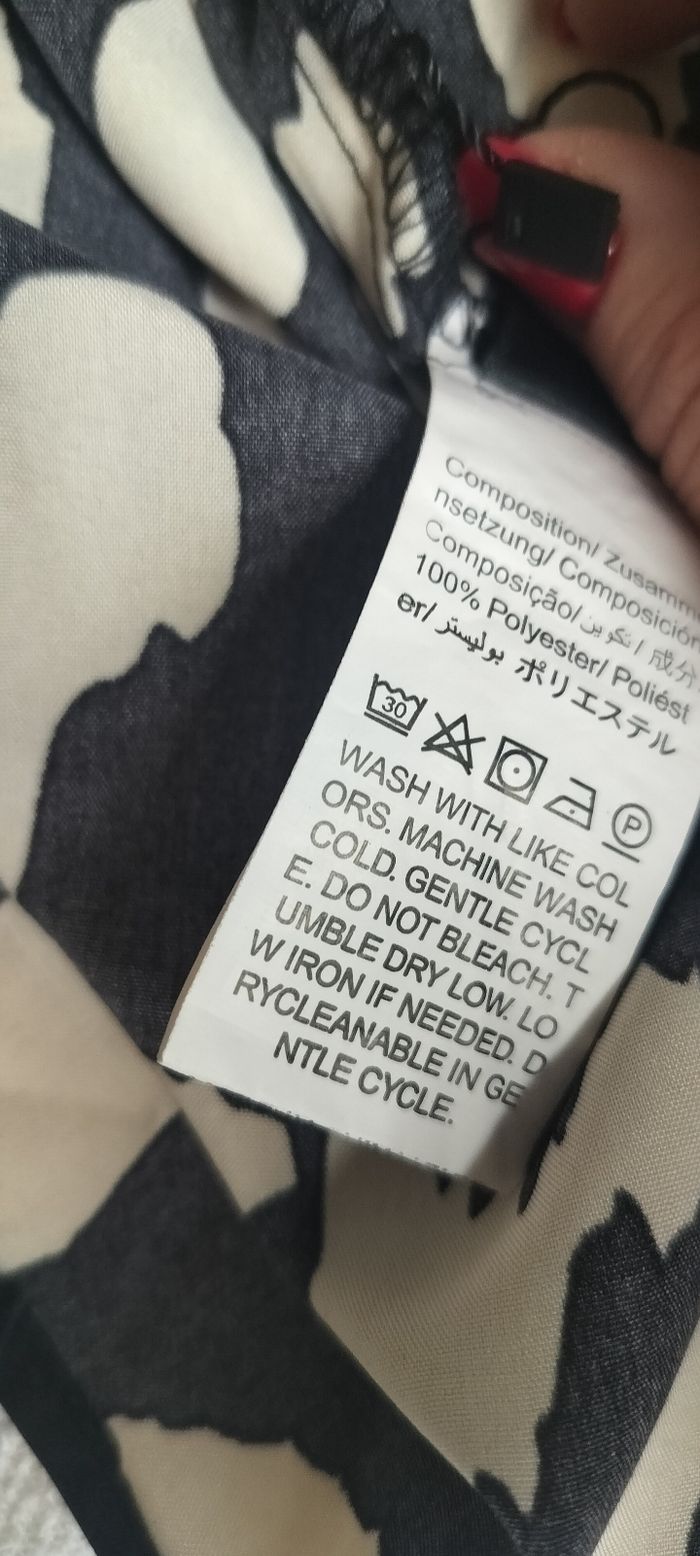 Composition/ Zusamm
nsetzung/ Composición
Composição/ تكوين / 成分
100% Polyester/ Poliést
er/ بوليستر ポリエステル
30 P
WASH WITH LIKE COL
ORS. MACHINE WASH
COLD. GENTLE CYCL
E. DO NOT BLEACH. T
UMBLE DRY LOW. LO
W IRON IF NEEDED. D
RYCLEANABLE IN GE
NTLE CYCLE.